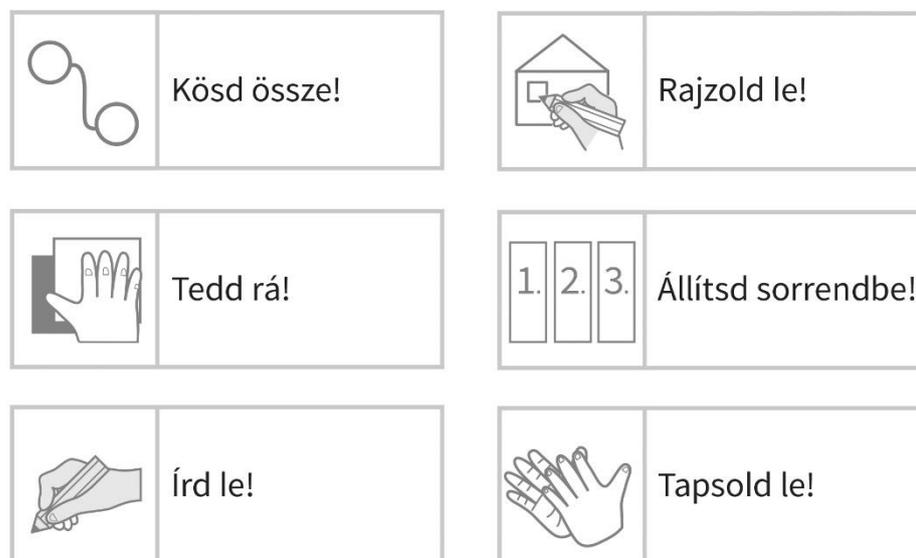 Kösd össze!
Rajzold le!
Tedd rá!
1. 2. 3.
Állítsd sorrendbe!
Írd le!
Tapsold le!